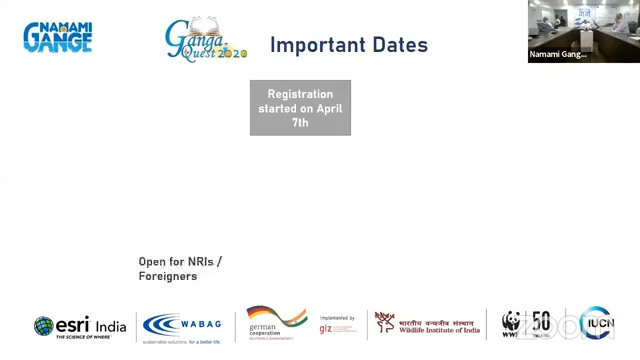 NAMAMI
GANGE
Ganga
Quest 2020
Important Dates
Namami Gang...
Registration
started on April
7th
Open for NRIs /
Foreigners
esri India
THE SCIENCE OF WHERE
WABAG
sustainable solutions. for a better life.
german
cooperation
DEUTSCHE ZUSAMMENARBEIT
Implemented by
giz
भारतीय वन्यजीव संस्थान
Wildlife Institute of India
WWF
50
IUCN
zoom